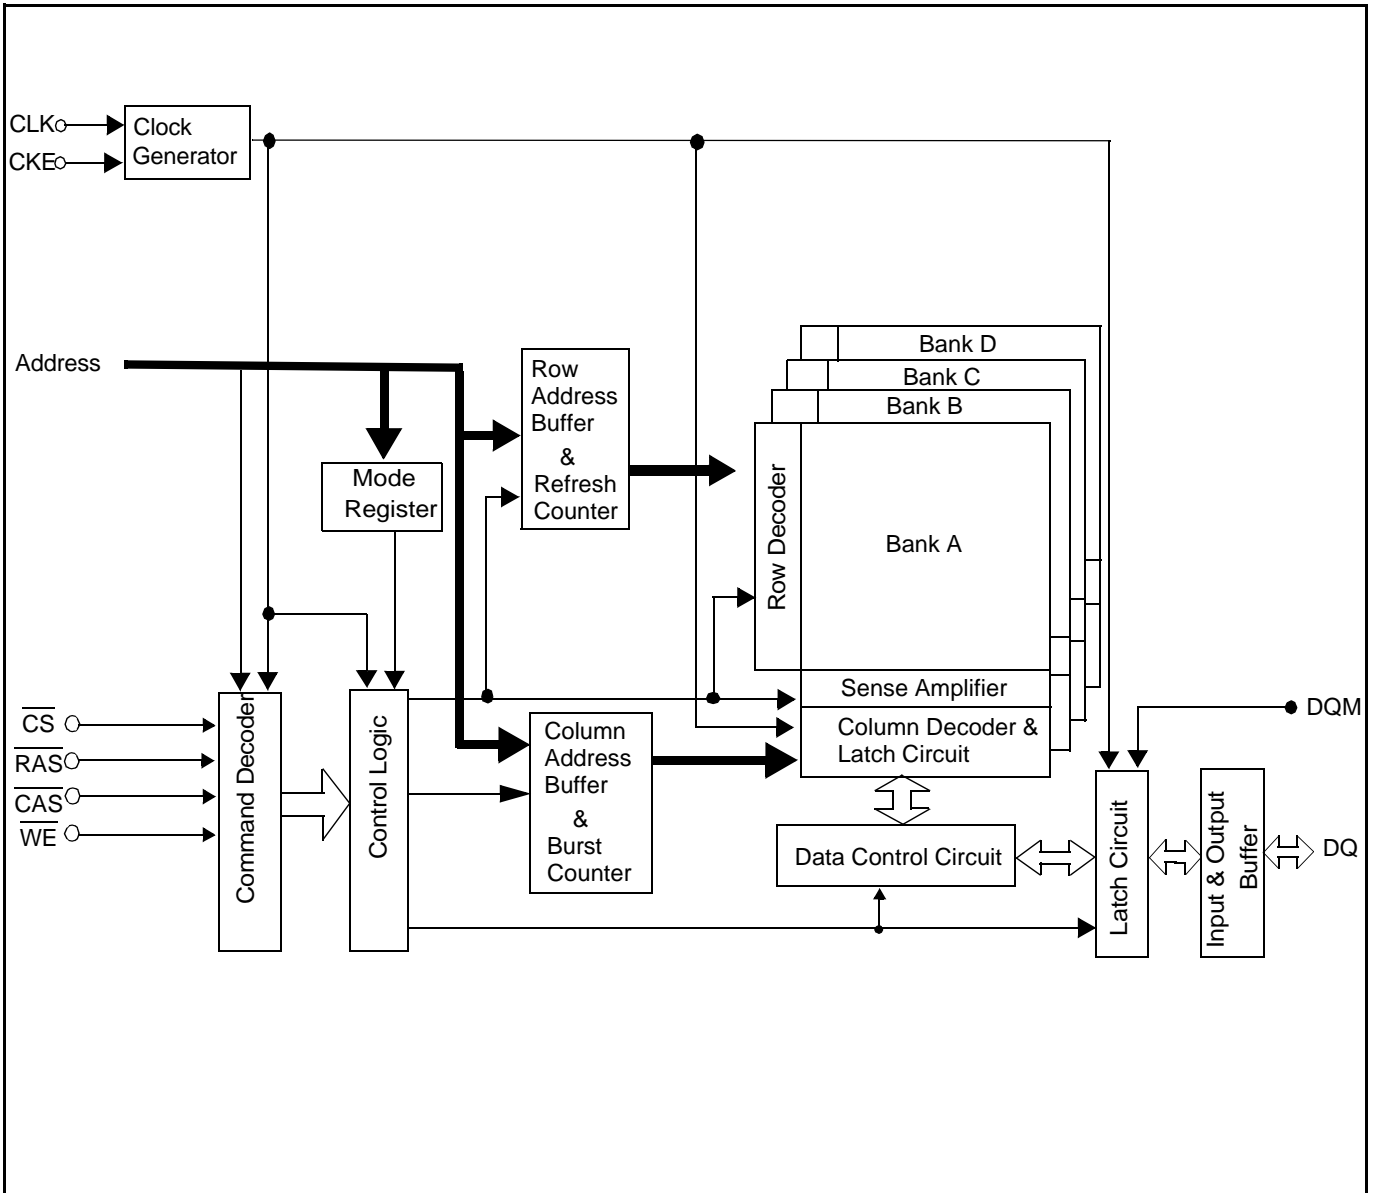 CLK
CKE
Clock
Generator
Address
Row
Address
Buffer
&
Refresh
Counter
Mode
Register
Bank D
Bank C
Bank B
Bank A
Row Decoder
Sense Amplifier
Column Decoder &
Latch Circuit
CS
RAS
CAS
WE
Command Decoder
Control Logic
Column
Address
Buffer
&
Burst
Counter
Data Control Circuit
Latch Circuit
Input & Output
Buffer
DQM
DQ